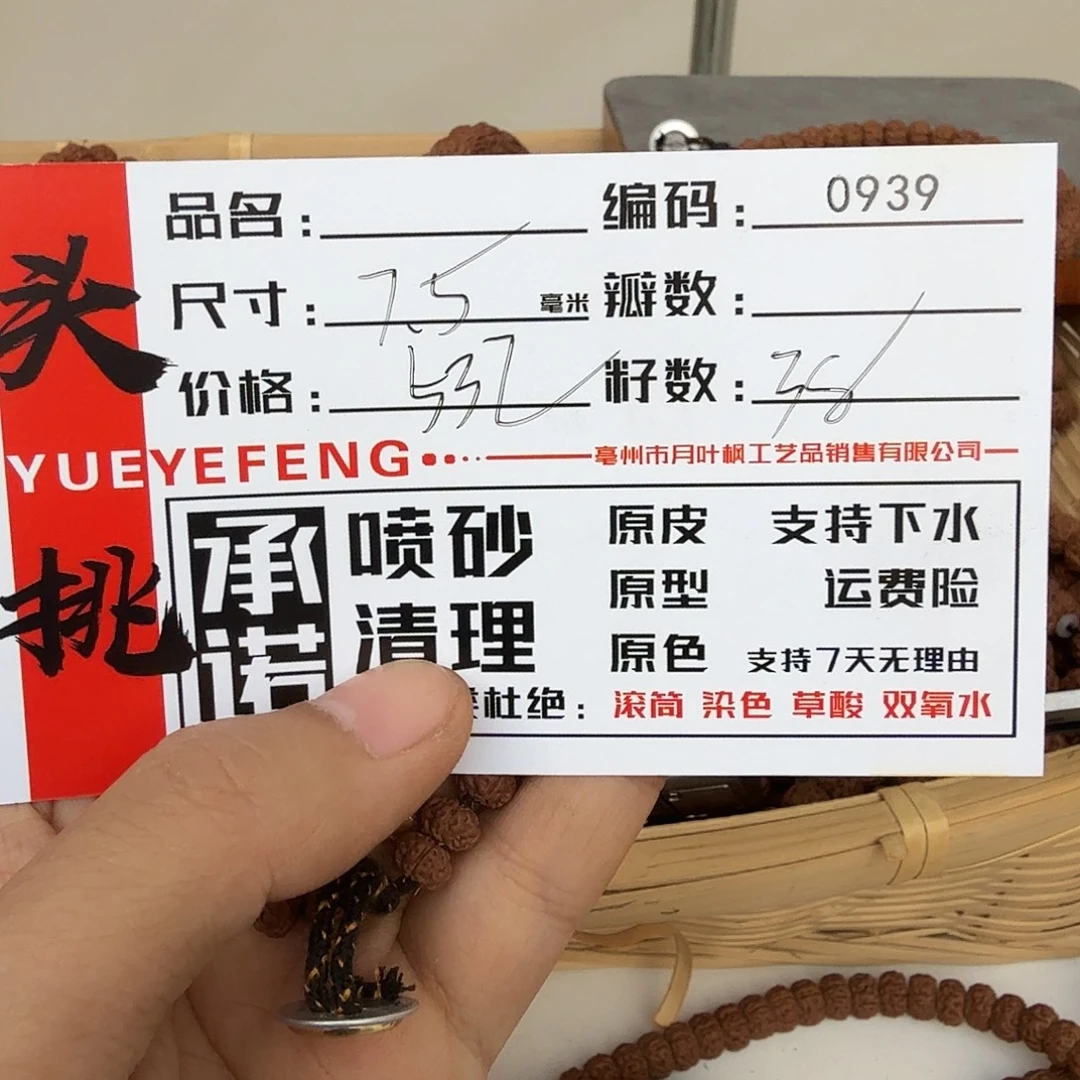 头挑
品名：
编码：0939
尺寸：7.5毫米
瓣数：
价格：
籽数：
YUEYEFENG
亳州市月叶枫工艺品销售有限公司
承诺
喷砂
清理
原皮 支持下水
原型 运费险
原色 支持7天无理由
杜绝：滚筒 染色 草酸 双氧水